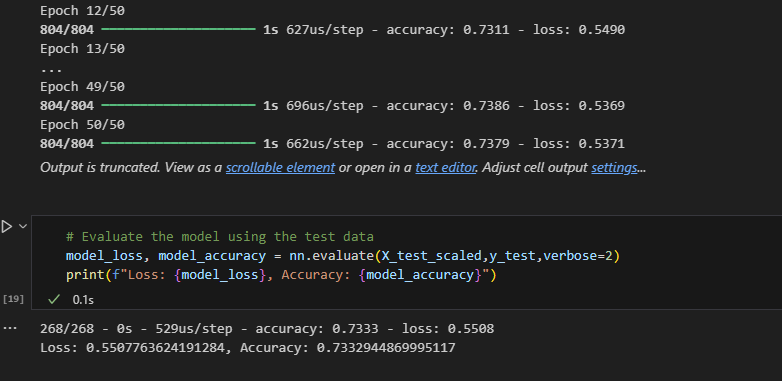 Epoch 12/50
804/804 ━━━━━━━━━━━━━━━━━━━━ 1s 627us/step - accuracy: 0.7311 - loss: 0.5490
Epoch 13/50
...
Epoch 49/50
804/804 ━━━━━━━━━━━━━━━━━━━━ 1s 696us/step - accuracy: 0.7386 - loss: 0.5369
Epoch 50/50
804/804 ━━━━━━━━━━━━━━━━━━━━ 1s 662us/step - accuracy: 0.7379 - loss: 0.5371
Output is truncated. View as a scrollable element or open in a text editor. Adjust cell output settings...
# Evaluate the model using the test data
model_loss, model_accuracy = nn.evaluate(X_test_scaled,y_test,verbose=2)
print(f"Loss: {model_loss}, Accuracy: {model_accuracy}")
[19] 0.1s
... 268/268 - 0s - 529us/step - accuracy: 0.7333 - loss: 0.5508
Loss: 0.5507763624191284, Accuracy: 0.7332944869995117